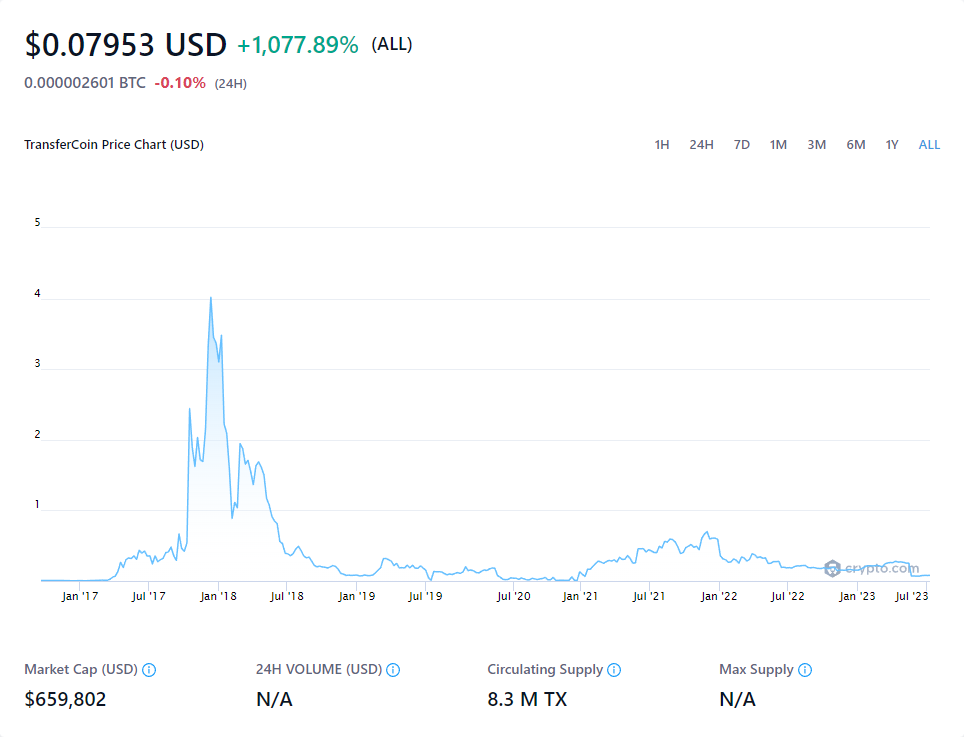 $0.07953 USD +1,077.89% (ALL)
0.000002601 BTC -0.10% (24H)
TransferCoin Price Chart (USD) 1H 24H 7D 1M 3M 6M 1Y ALL
5
4
3
2
1
crypto.com
Jan '17 Jul '17 Jan '18 Jul '18 Jan '19 Jul '19 Jul '20 Jan '21 Jul '21 Jan '22 Jul '22 Jan '23 Jul '23
Market Cap (USD) 24H VOLUME (USD) Circulating Supply Max Supply
$659,802 N/A 8.3 M TX N/A